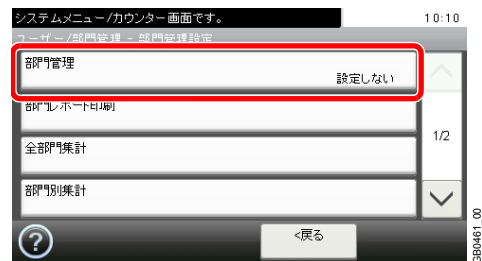 システムメニュー/カウンター画面です。
10:10
ユーザー/部門管理 - 部門管理設定
部門管理
設定しない
部門レポート印刷
全部門集計
1/2
部門別集計
?
<戻る
GB0461_00